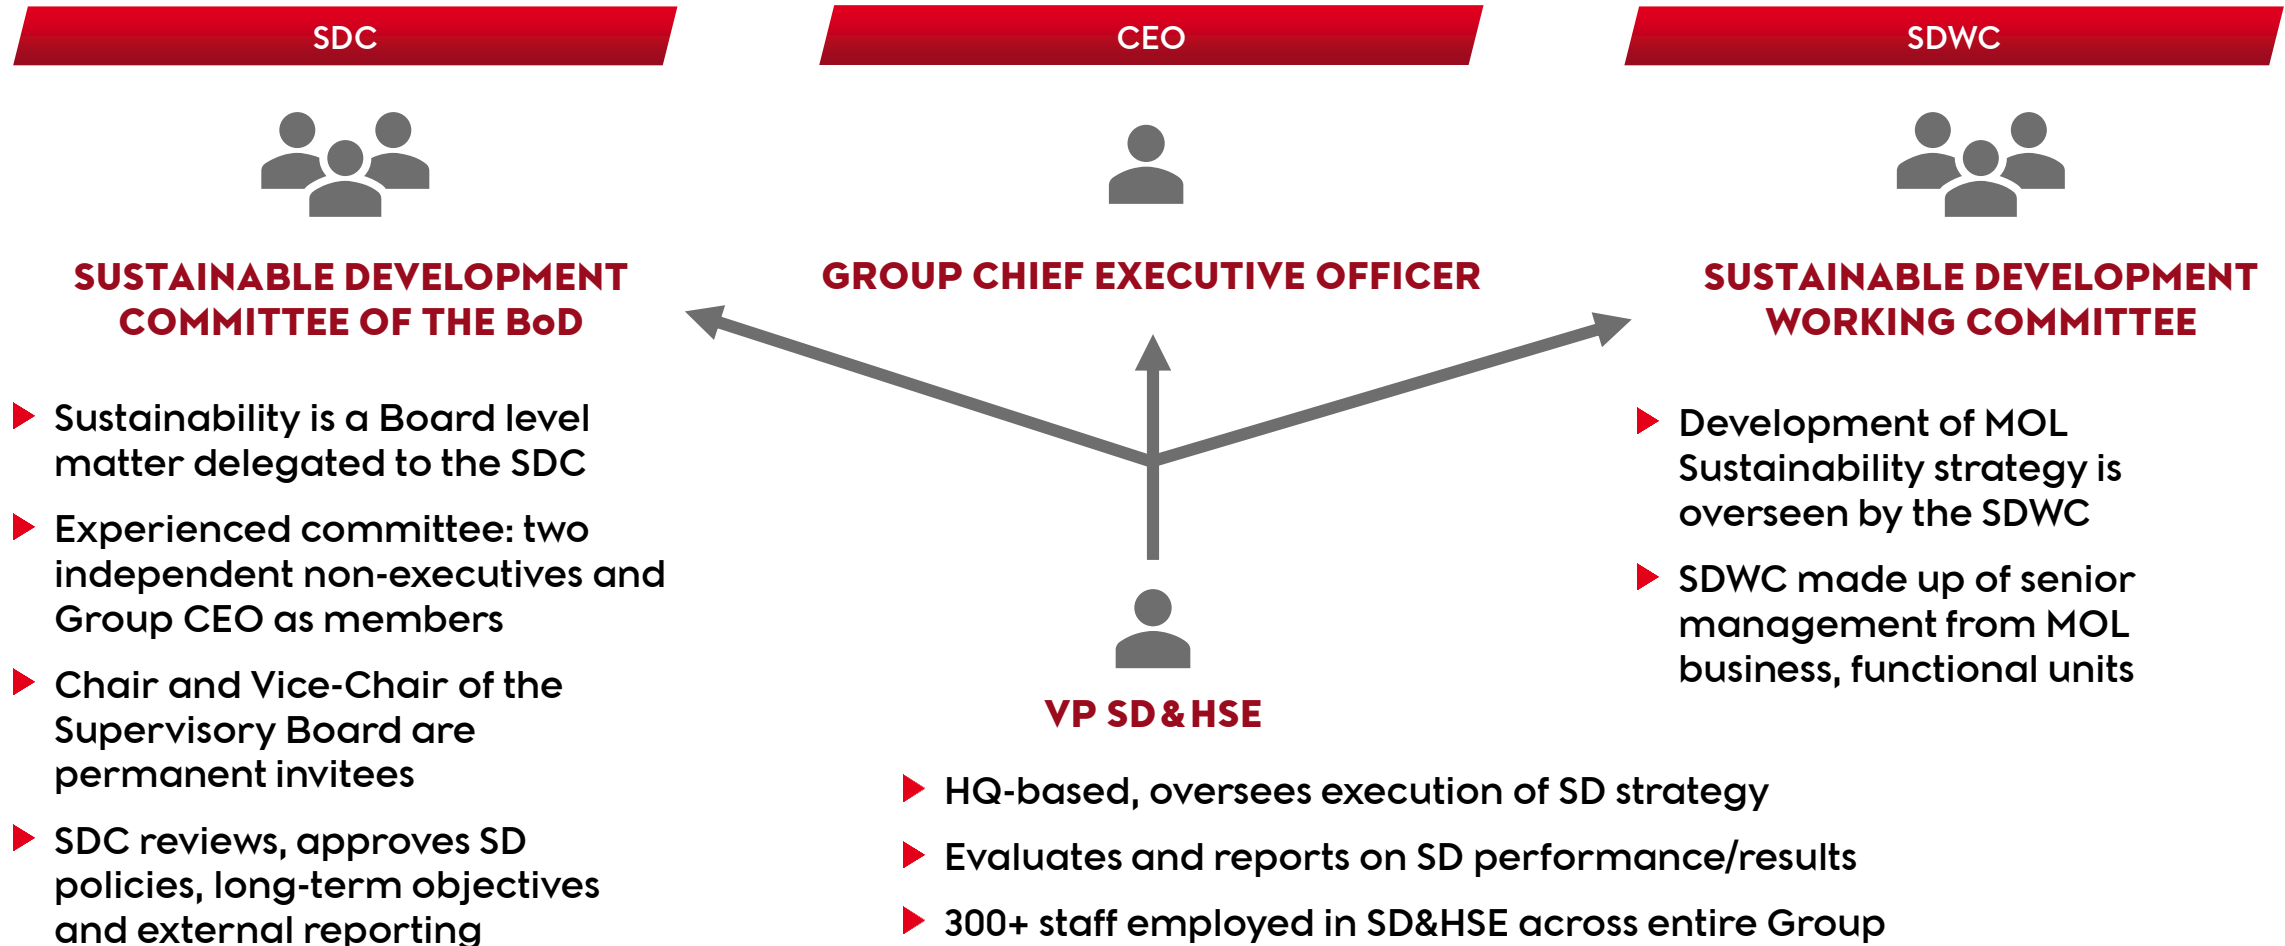 SDC
SUSTAINABLE DEVELOPMENT
COMMITTEE OF THE BoD
Sustainability is a Board level
matter delegated to the SDC
Experienced committee: two
independent non-executives and
Group CEO as members
Chair and Vice-Chair of the
Supervisory Board are
permanent invitees
SDC reviews, approves SD
policies, long-term objectives
and external reporting
CEO
GROUP CHIEF EXECUTIVE OFFICER
VP SD&HSE
HQ-based, oversees execution of SD strategy
Evaluates and reports on SD performance/results
300+ staff employed in SD&HSE across entire Group
SDWC
SUSTAINABLE DEVELOPMENT
WORKING COMMITTEE
Development of MOL
Sustainability strategy is
overseen by the SDWC
SDWC made up of senior
management from MOL
business, functional units